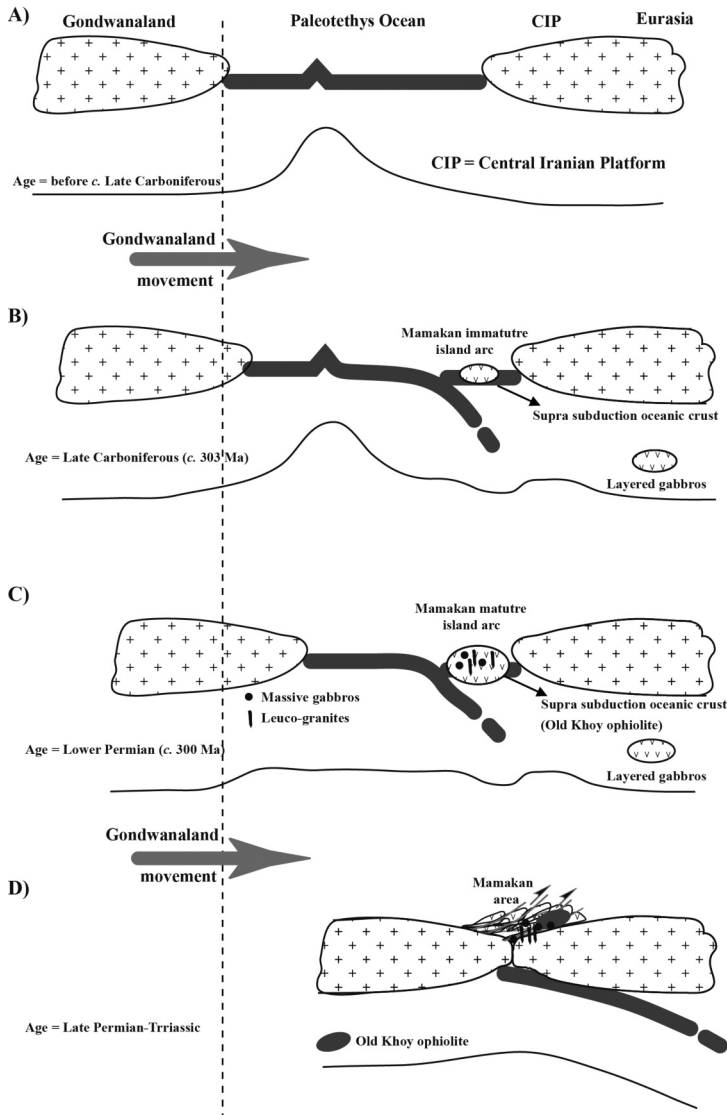 A)
Gondwanaland
Paleotethys Ocean
CIP
Eurasia
CIP = Central Iranian Platform
Age = before c. Late Carboniferous
Gondwanaland
movement
B)
Mamakan immatutre
island arc
Supra subduction oceanic crust
Age = Late Carboniferous (c. 303 Ma)
Layered gabbros
C)
Mamakan matutre
island arc
Massive gabbros
Leuco-granites
Supra subduction oceanic crust
(Old Khoy ophiolite)
Age = Lower Permian (c. 300 Ma)
Layered gabbros
Gondwanaland
movement
D)
Mamakan
area
Age = Late Permian-Trriassic
Old Khoy ophiolite